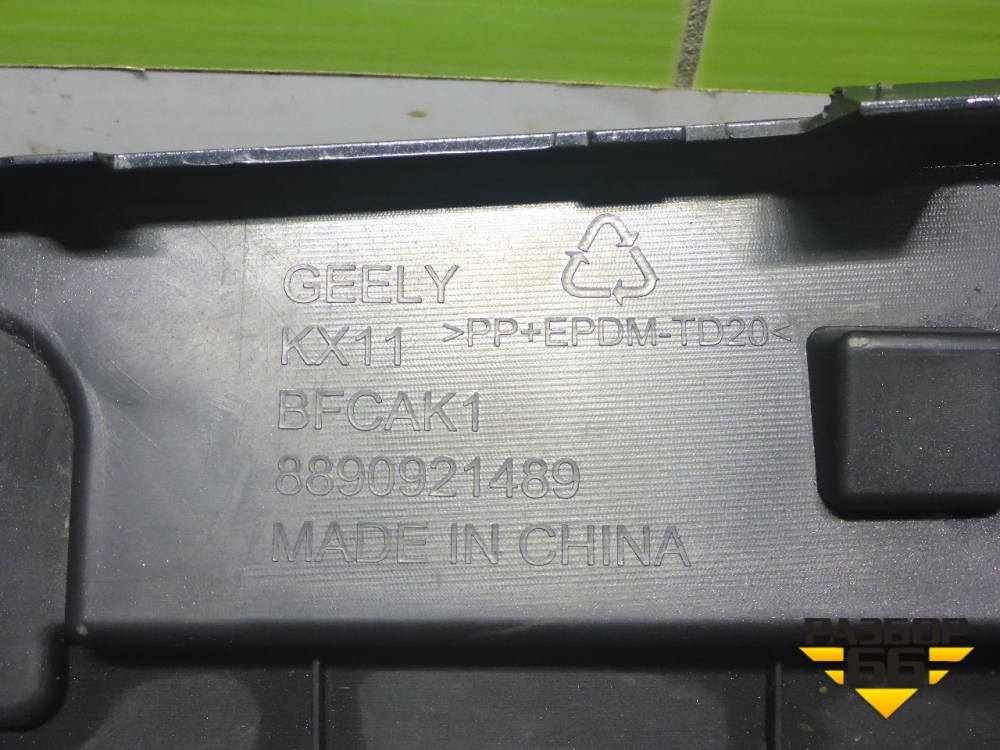 GEELY
KX11 >PP+EPDM-TD20<
BFCAK1
8890921489
MADE IN CHINA
РАЗБОР
66